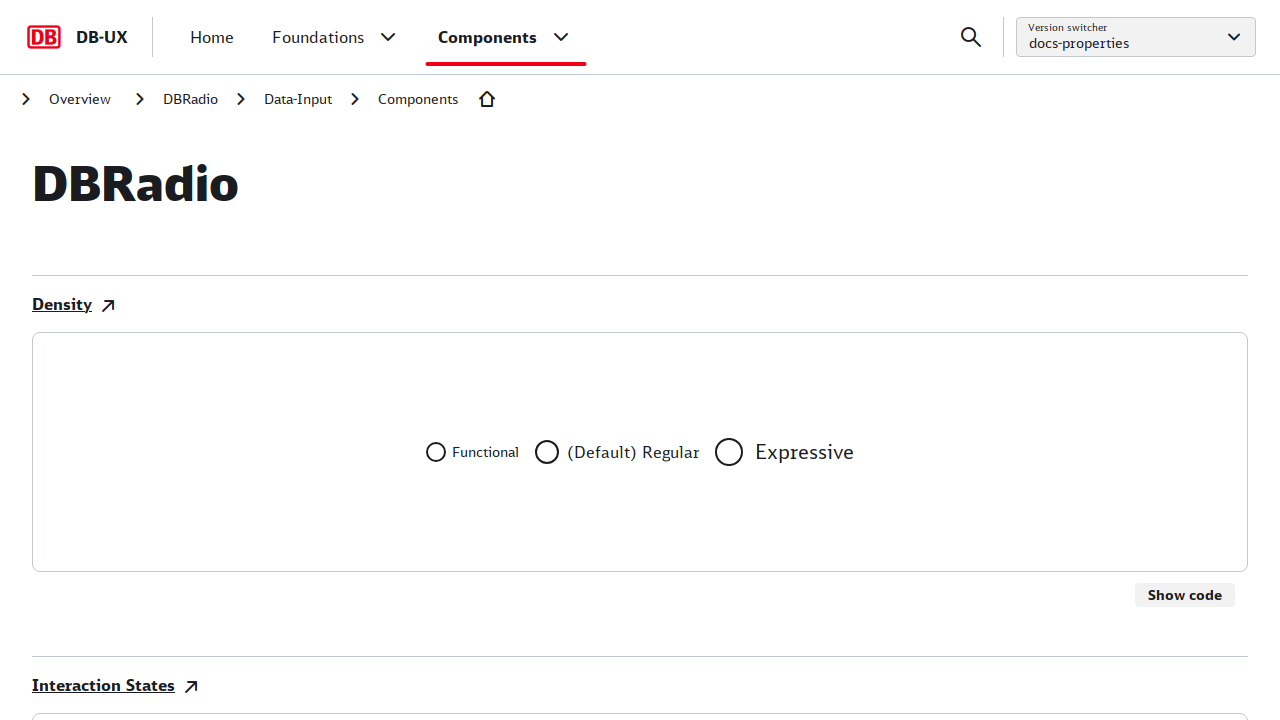 DB DB-UX Home Foundations Components Version switcher
docs-properties
Overview DBRadio Data-Input Components
DBRadio
Density
Functional (Default) Regular Expressive
Show code
Interaction States